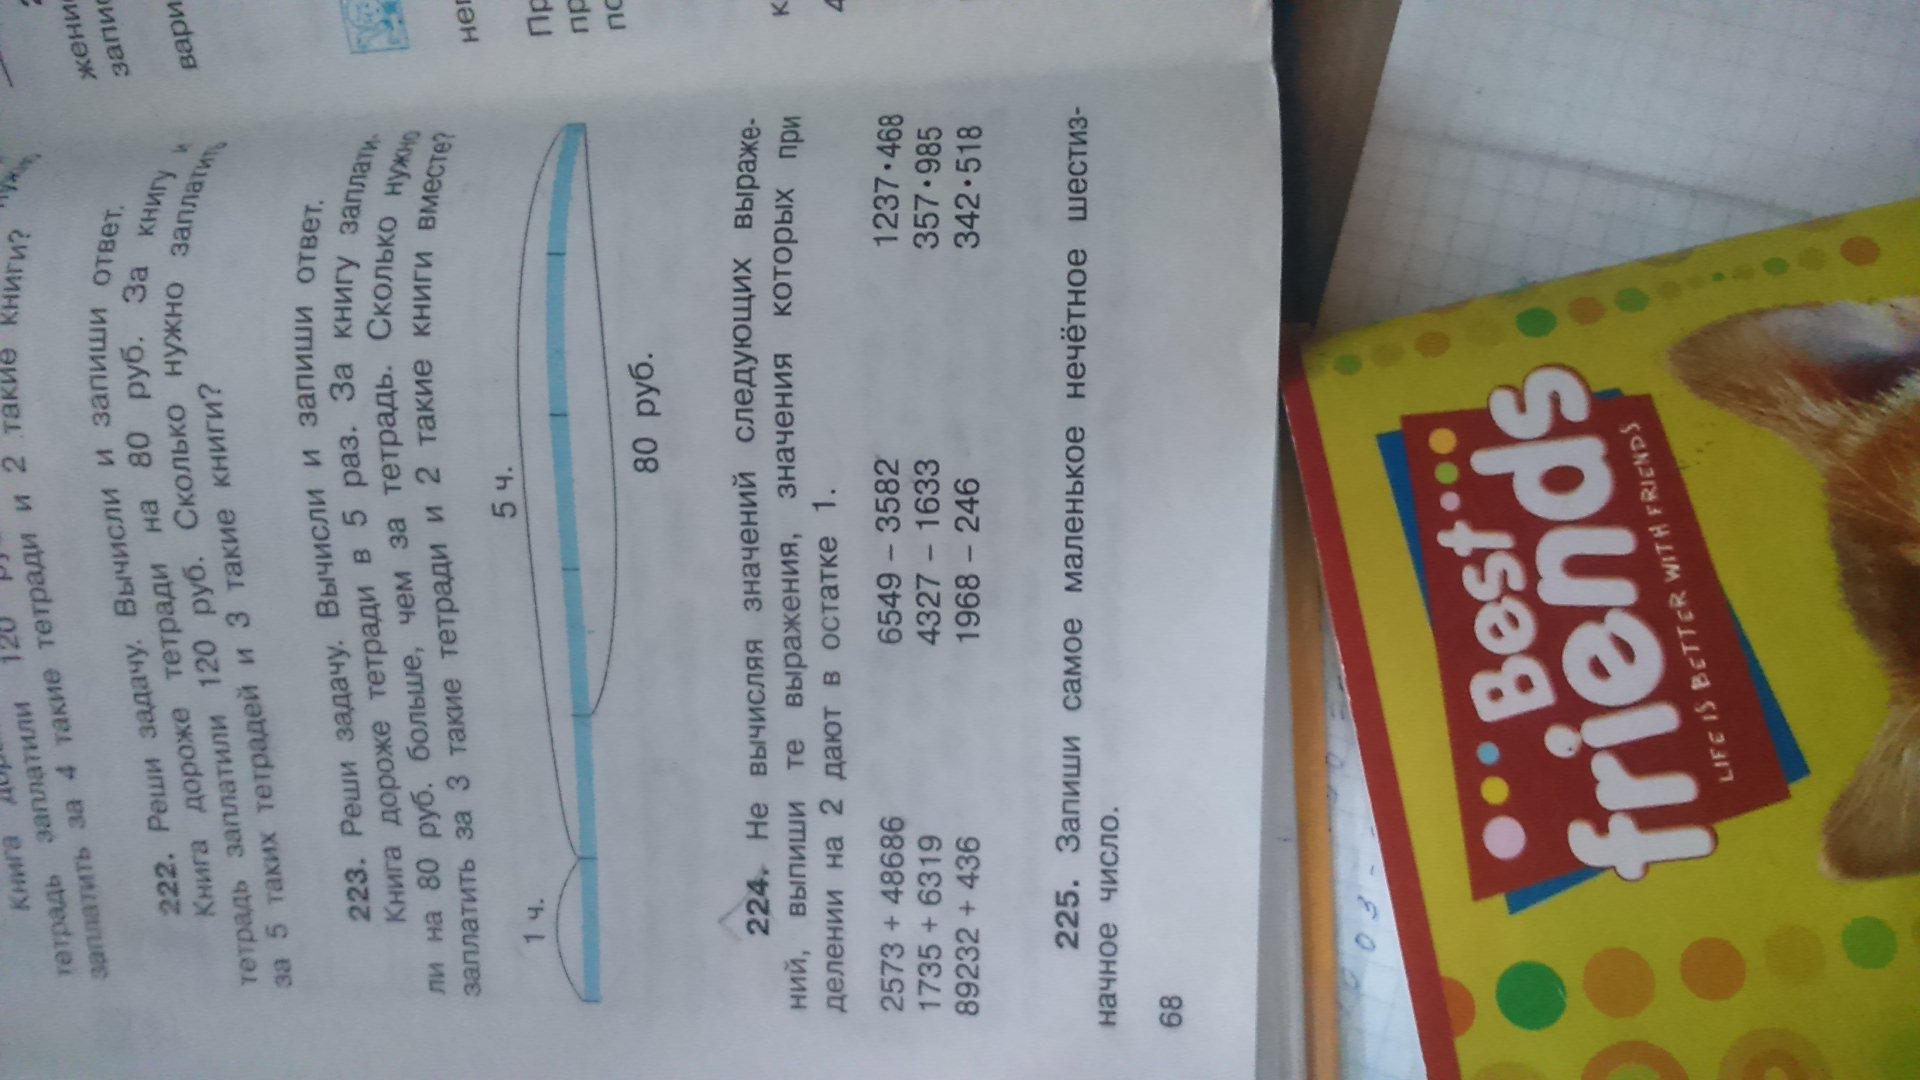 жени
запи
вари
книга 120
тетрадь заплатили
заплатить за 4 такие тетради и 2 такие книги?
222. Реши задачу. Вычисли и запиши ответ.
Книга дороже тетради на 80 руб. За книгу и
тетрадь заплатили 120 руб. Сколько нужно заплатить
за 5 таких тетрадей и 3 такие книги?
223. Реши задачу. Вычисли и запиши ответ.
Книга дороже тетради в 5 раз. За книгу заплати-
ли на 80 руб. больше, чем за тетрадь. Сколько нужно
заплатить за 3 такие тетради и 2 такие книги вместе?
1 ч.
5 ч.
80 руб.
224. Не вычисляя значений следующих выраже-
ний, выпиши те выражения, значения которых при
делении на 2 дают в остатке 1.
2573 + 48686 6549 – 3582 1237 · 468
1735 + 6319 4327 – 1633 357 · 985
89232 + 436 1968 – 246 342 · 518
225. Запиши самое маленькое нечётное шестиз-
начное число.
68
Best
friends
LIFE IS BETTER WITH FRIENDS